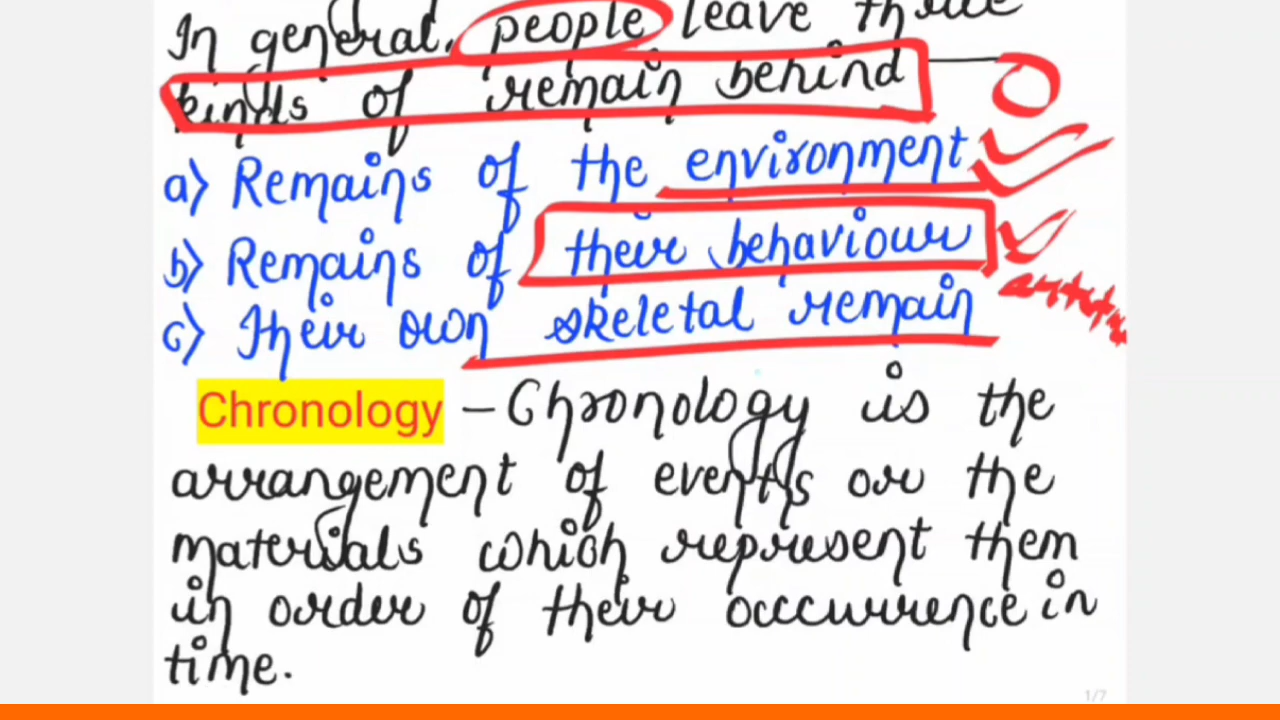 In general, people leave three
kinds of remain behind
a) Remains of the environment
b) Remains of their behaviour
c) Their own skeletal remain
Chronology – Chronology is the
arrangement of events or the
materials which represent them
in order of their occurrence in
time.
1/7